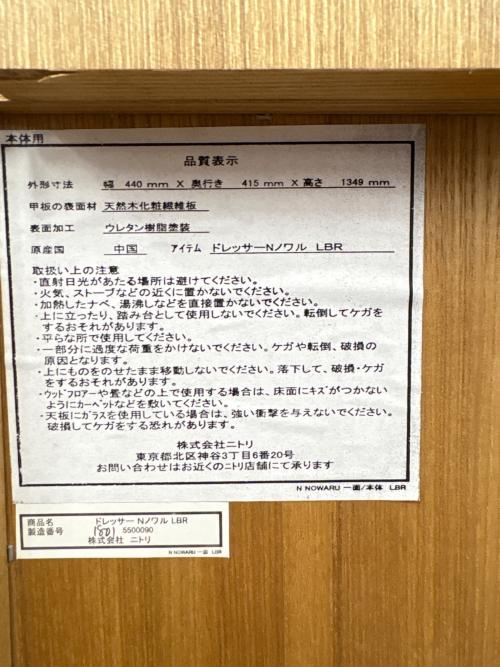 本体用
品質表示
外形寸法 幅 440 mm X 奥行き 415 mm X 高さ 1349 mm
甲板の表面材 天然木化粧繊維板
表面加工 ウレタン樹脂塗装
原産国 中国 アイテム ドレッサーNノワル LBR
取扱い上の注意
・直射日光があたる場所は避けてください。
・火気、ストーブなどの近くに置かないでください。
・加熱したナベ、湯沸しなどを直接置かないでください。
・上に立ったり、踏み台として使用しないでください。転倒してケガを
するおそれがあります。
・平らな所で使用してください。
・一部分に過度な荷重をかけないでください。ケガや転倒、破損の
原因となります。
・上にものをのせたまま移動しないでください。落下して、破損・ケガ
をするおそれがあります。
・ウッドフロアーや畳などの上で使用する場合は、床面にキズがつかない
ようにカーペットなどを敷いてください。
・天板にガラスを使用している場合は、強い衝撃を与えないでください。
破損してケガをする恐れがあります。
株式会社ニトリ
東京都北区神谷3丁目6番20号
お問い合わせはお近くのニトリ店舗にて承ります
N NOWARU 一面/本体 LBR
商品名 ドレッサー Nノワル LBR
製造番号 1801 5500090
株式会社 ニトリ
N NOWARU 一面 LBR